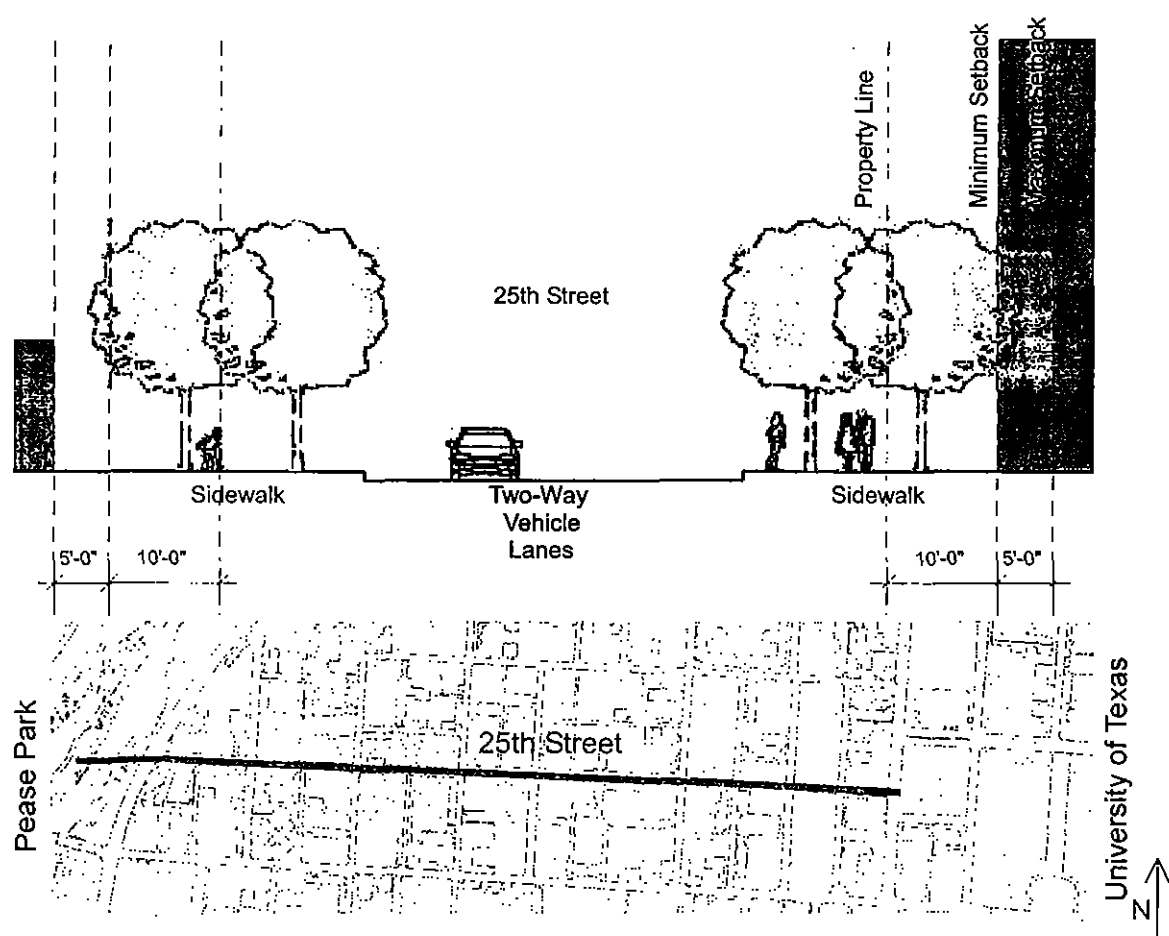 Property Line
Minimum Setback
Maximum Setback
25th Street
Sidewalk
Two-Way
Vehicle
Lanes
Sidewalk
5'-0"
10'-0"
10'-0"
5'-0"
Pease Park
25th Street
University of Texas
N